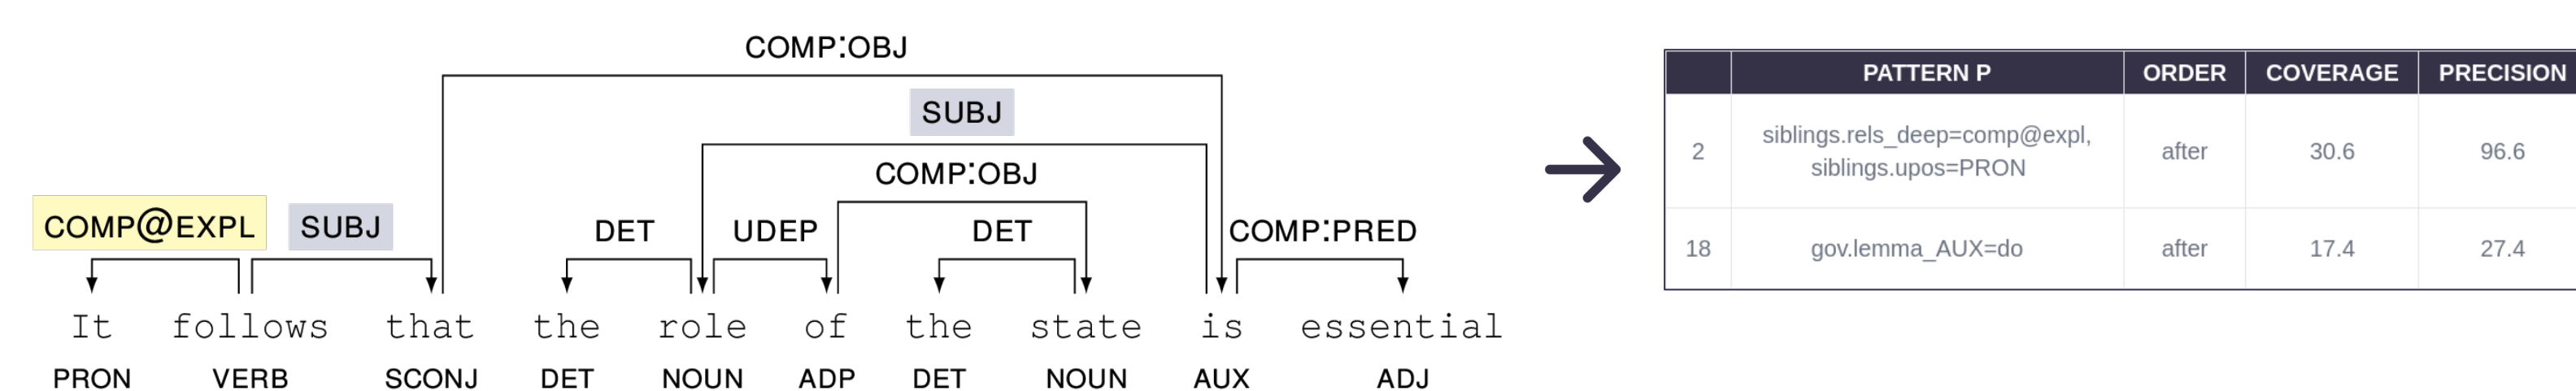 COMP:OBJ
SUBJ
COMP:OBJ
COMP@EXPL SUBJ DET UDEP DET COMP:PRED
It follows that the role of the state is essential
PRON VERB SCONJ DET NOUN ADP DET NOUN AUX ADJ
PATTERN P ORDER COVERAGE PRECISION
2 siblings.rels_deep=comp@expl, after 30.6 96.6
siblings.upos=PRON
18 gov.lemma_AUX=do after 17.4 27.4